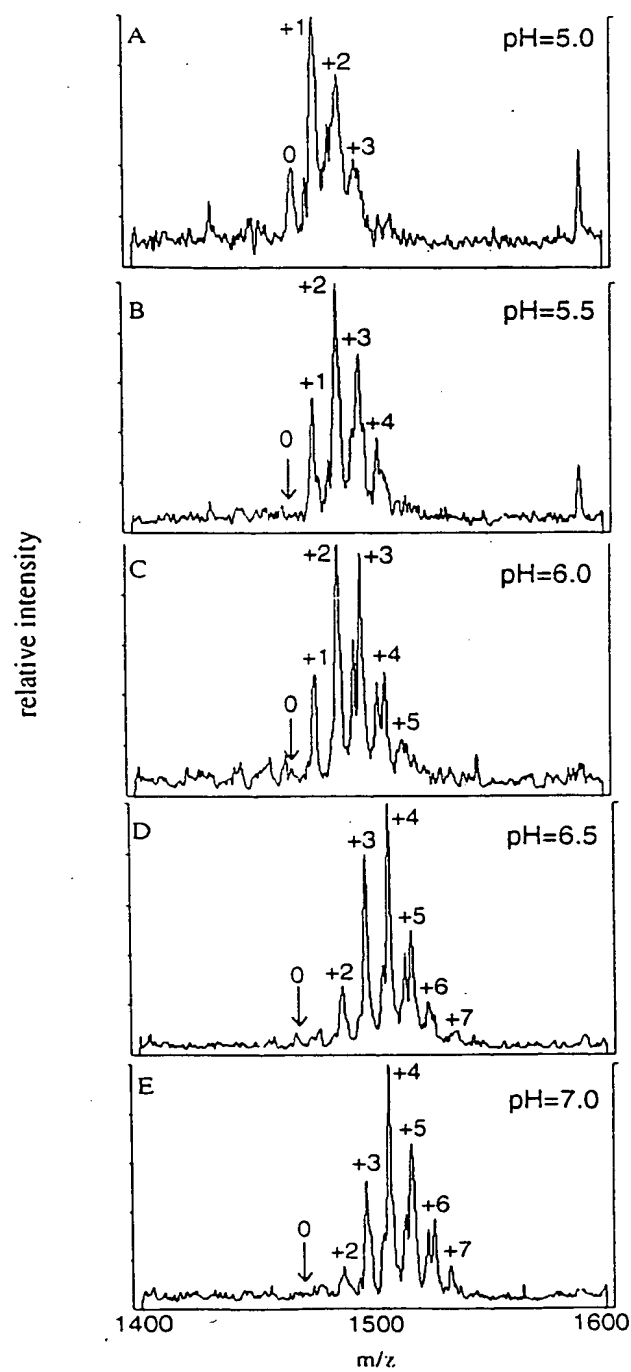 A
pH=5.0
+1
+2
0
+3
B
pH=5.5
+2
+3
+1
+4
0
C
pH=6.0
+2
+3
+1
+4
0
+5
D
pH=6.5
+4
+3
+5
0
+2
+6
+7
E
pH=7.0
+4
+5
+3
+6
0
+2
+7
1400
1500
1600
m/z
relative intensity